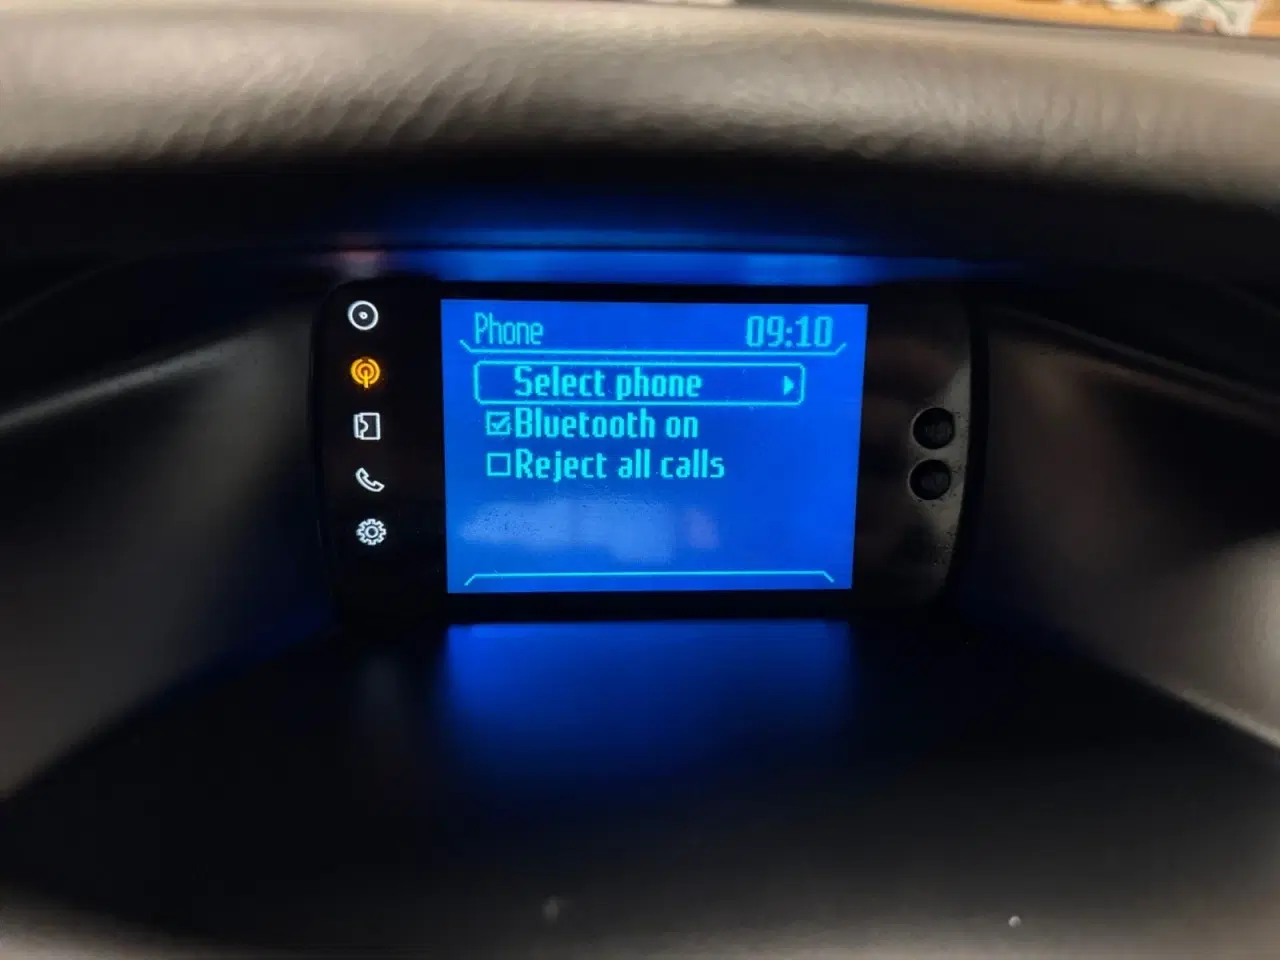 Phone 09:10
Select phone
Bluetooth on
Reject all calls